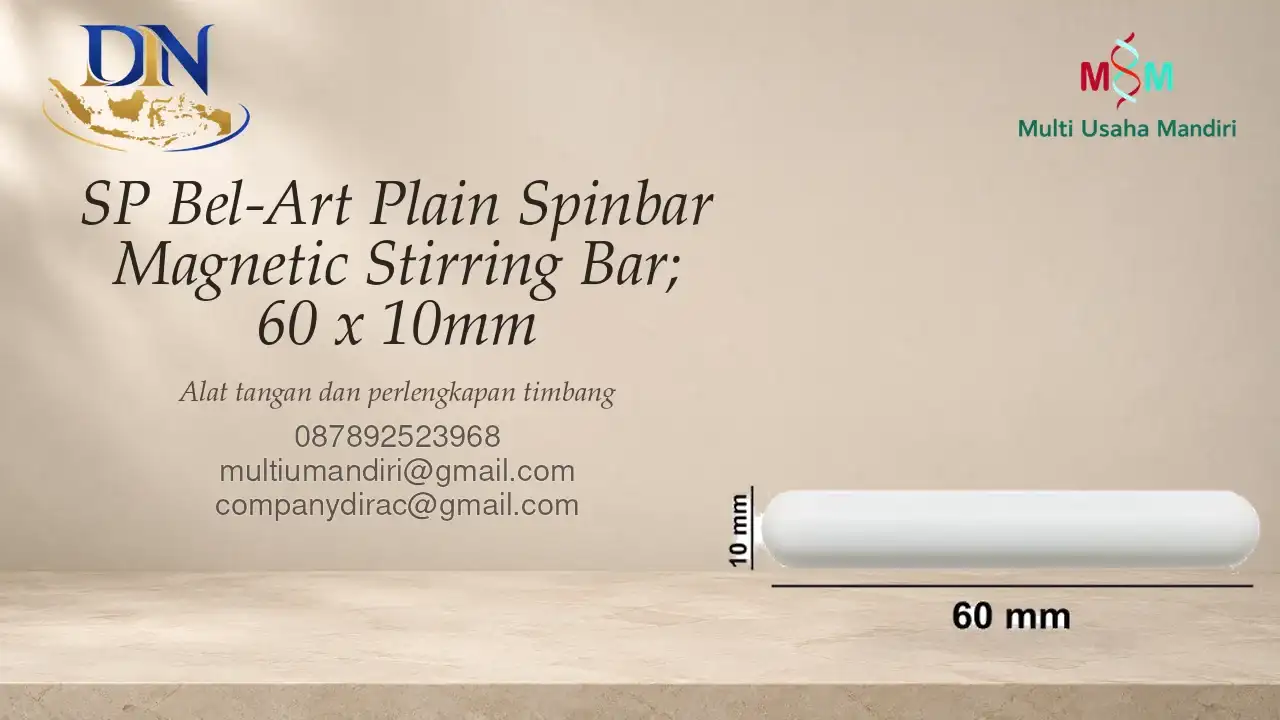 DN
MSM
Multi Usaha Mandiri
SP Bel-Art Plain Spinbar
Magnetic Stirring Bar;
60 x 10mm
Alat tangan dan perlengkapan timbang
087892523968
multiumandiri@gmail.com
companydirac@gmail.com
10 mm
60 mm